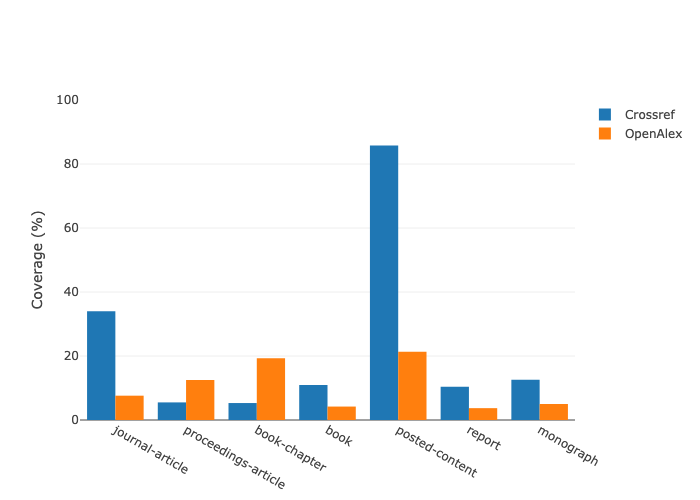 100
80
60
40
20
0
Coverage (%)
journal-article
proceedings-article
book-chapter
book
posted-content
report
monograph
Crossref
OpenAlex